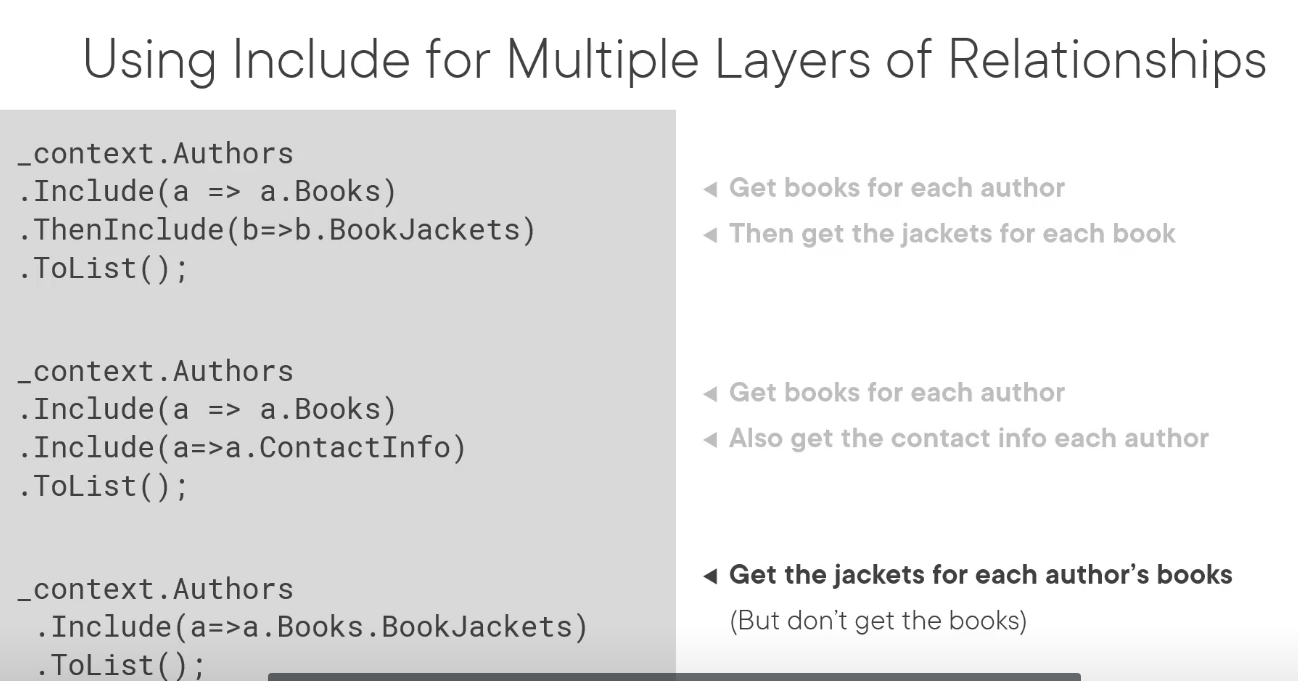 Using Include for Multiple Layers of Relationships
_context.Authors
.Include(a => a.Books)
.ThenInclude(b=>b.BookJackets)
.ToList();
◄ Get books for each author
◄ Then get the jackets for each book
_context.Authors
.Include(a => a.Books)
.Include(a=>a.ContactInfo)
.ToList();
◄ Get books for each author
◄ Also get the contact info each author
_context.Authors
.Include(a=>a.Books.BookJackets)
.ToList();
◄ Get the jackets for each author’s books
(But don’t get the books)